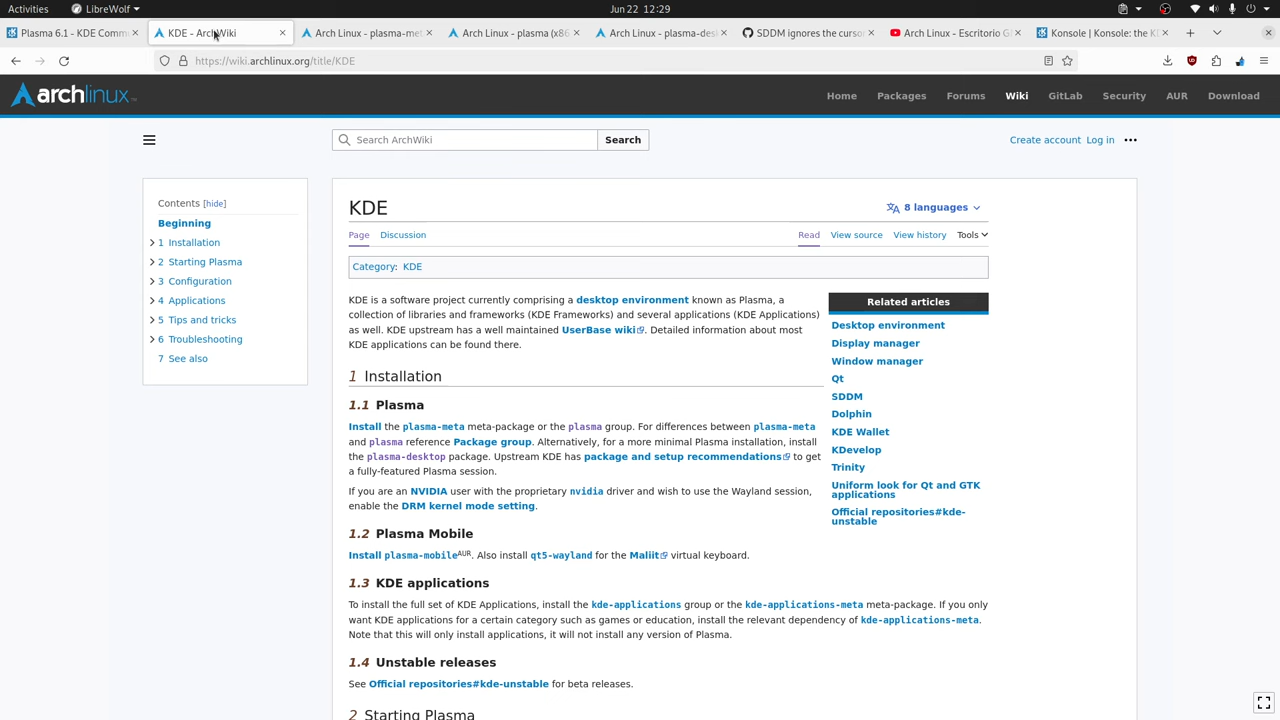 Activities LibreWolf Jun 22 12:29
Plasma 6.1 - KDE Comm KDE - ArchWiki Arch Linux - plasma-met Arch Linux - plasma (x86 Arch Linux - plasma-des SDDM ignores the cursor Arch Linux - Escritorio G Konsole | Konsole: the KD
https://wiki.archlinux.org/title/KDE
archlinux Home Packages Forums Wiki GitLab Security AUR Download
Search ArchWiki Search Create account Log in
Contents [hide]
Beginning
1 Installation
2 Starting Plasma
3 Configuration
4 Applications
5 Tips and tricks
6 Troubleshooting
7 See also
KDE 8 languages
Page Discussion Read View source View history Tools
Category: KDE
KDE is a software project currently comprising a desktop environment known as Plasma, a
collection of libraries and frameworks (KDE Frameworks) and several applications (KDE Applications)
as well. KDE upstream has a well maintained UserBase wiki. Detailed information about most
KDE applications can be found there.
1 Installation
1.1 Plasma
Install the plasma-meta meta-package or the plasma group. For differences between plasma-meta
and plasma reference Package group. Alternatively, for a more minimal Plasma installation, install
the plasma-desktop package. Upstream KDE has package and setup recommendations to get
a fully-featured Plasma session.
If you are an NVIDIA user with the proprietary nvidia driver and wish to use the Wayland session,
enable the DRM kernel mode setting.
Related articles
Desktop environment
Display manager
Window manager
Qt
SDDM
Dolphin
KDE Wallet
KDevelop
Trinity
Uniform look for Qt and GTK
applications
Official repositories#kde-
unstable
1.2 Plasma Mobile
Install plasma-mobileAUR. Also install qt5-wayland for the Maliit virtual keyboard.
1.3 KDE applications
To install the full set of KDE Applications, install the kde-applications group or the kde-applications-meta meta-package. If you only
want KDE applications for a certain category such as games or education, install the relevant dependency of kde-applications-meta.
Note that this will only install applications, it will not install any version of Plasma.
1.4 Unstable releases
See Official repositories#kde-unstable for beta releases.
2 Starting Plasma